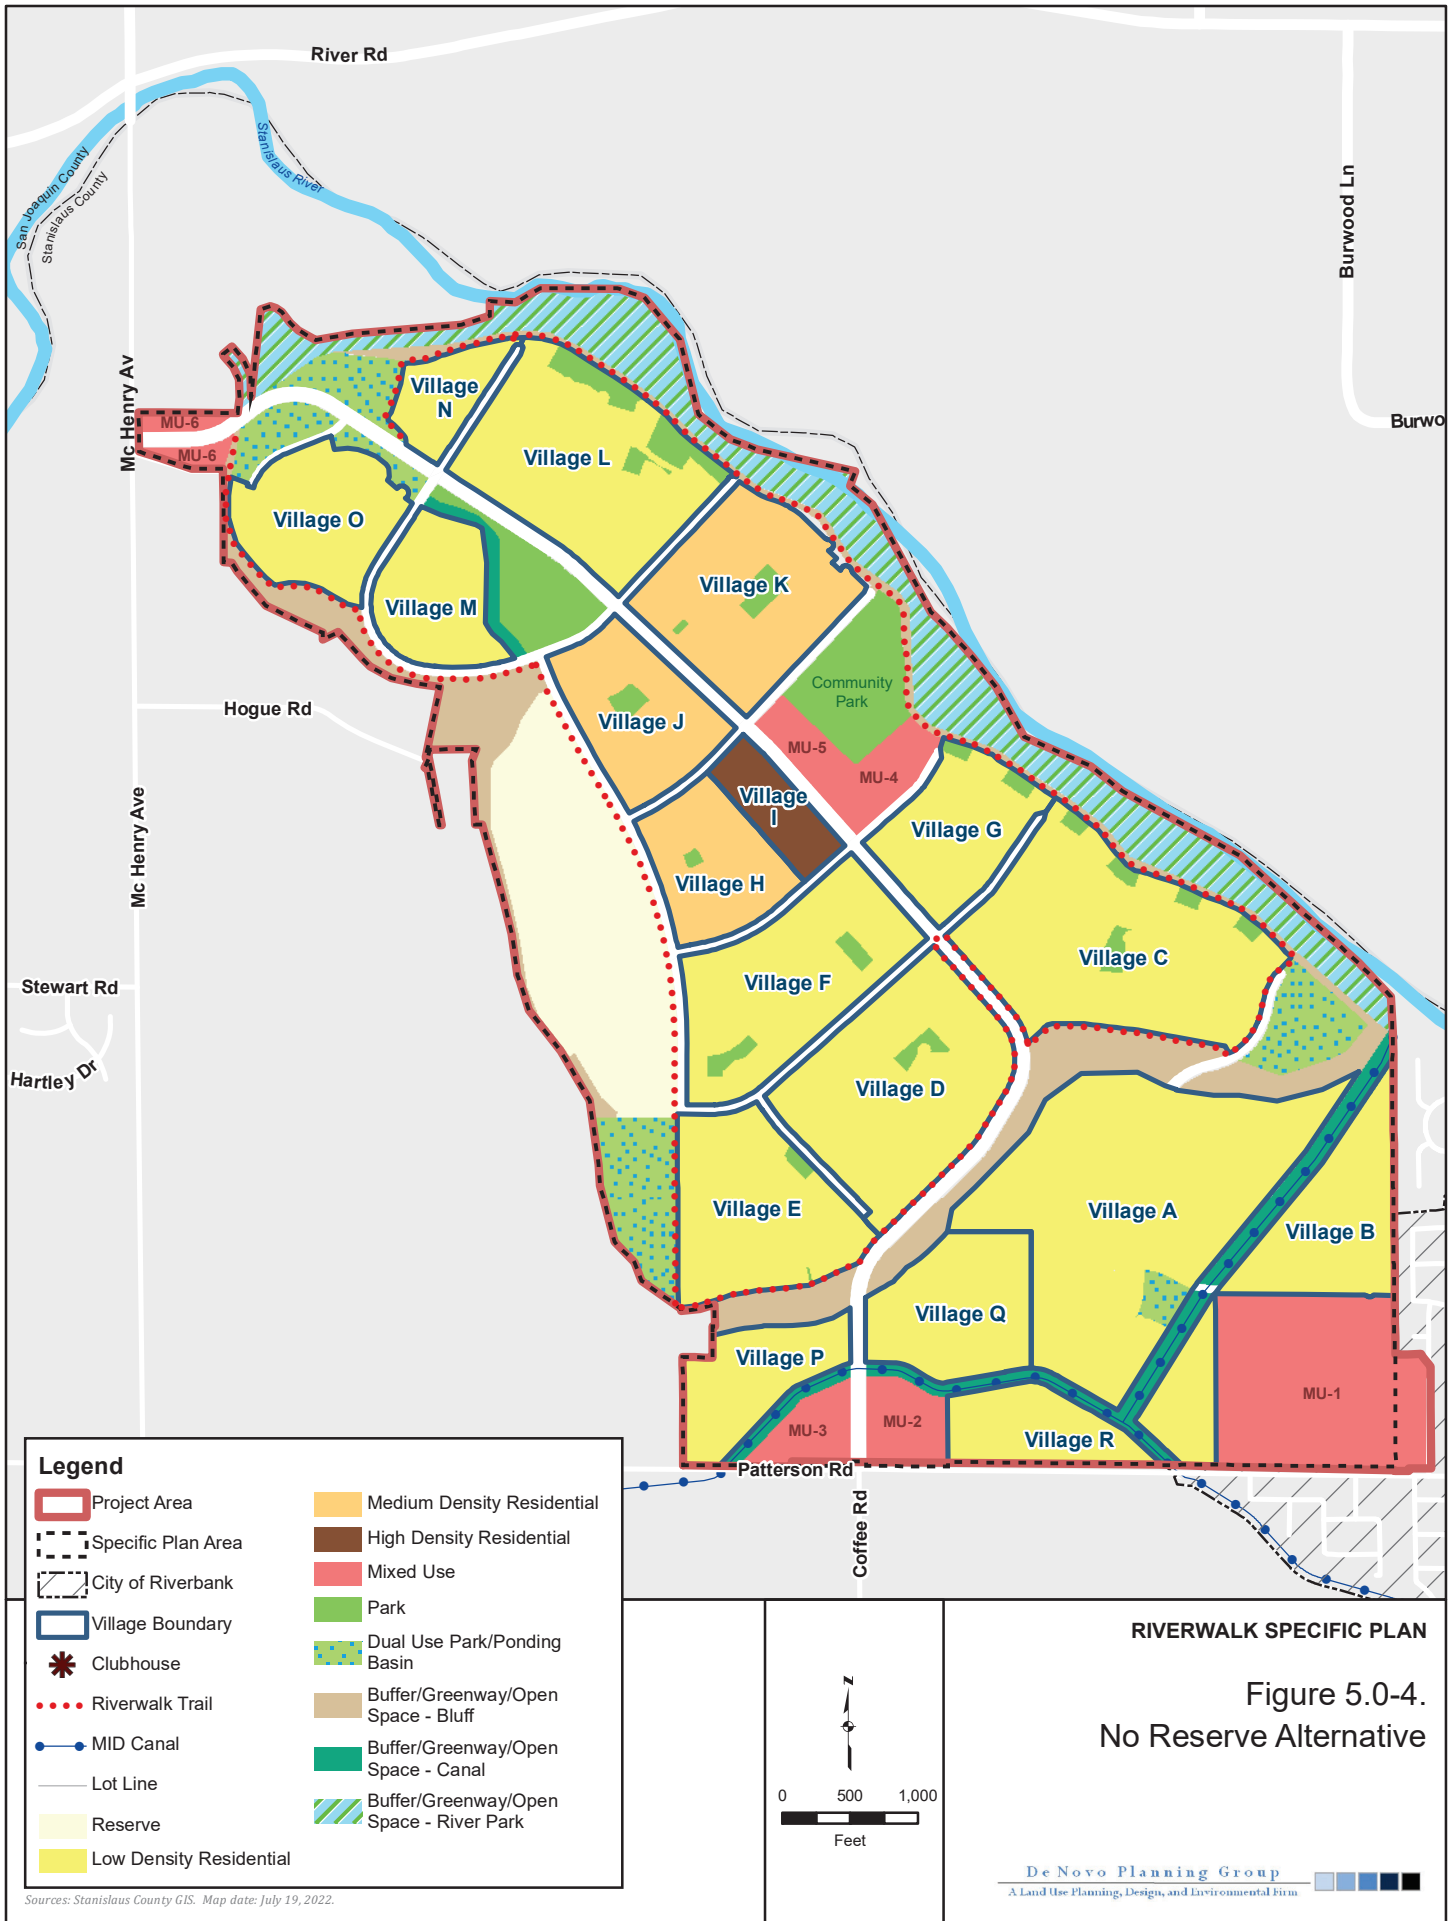 River Rd
Stanislaus River
San Joaquin County
Stanislaus County
Burwood Ln
Burwo
Mc Henry Av
MU-6
MU-6
Village
N
Village L
Village O
Village K
Village M
Community
Park
Hogue Rd
Village J
MU-5
MU-4
Village
I
Village G
Mc Henry Ave
Village H
Village C
Village F
Stewart Rd
Hartley Dr
Village D
Village E
Village A
Village B
Village Q
Village P
MU-1
MU-2
MU-3
Village R
Patterson Rd
Coffee Rd
Legend
Project Area
Specific Plan Area
City of Riverbank
Village Boundary
Clubhouse
Riverwalk Trail
MID Canal
Lot Line
Reserve
Low Density Residential
Medium Density Residential
High Density Residential
Mixed Use
Park
Dual Use Park/Ponding
Basin
Buffer/Greenway/Open
Space - Bluff
Buffer/Greenway/Open
Space - Canal
Buffer/Greenway/Open
Space - River Park
Sources: Stanislaus County GIS. Map date: July 19, 2022.
N
0 500 1,000
Feet
RIVERWALK SPECIFIC PLAN
Figure 5.0-4.
No Reserve Alternative
De Novo Planning Group
A Land Use Planning, Design, and Environmental Firm